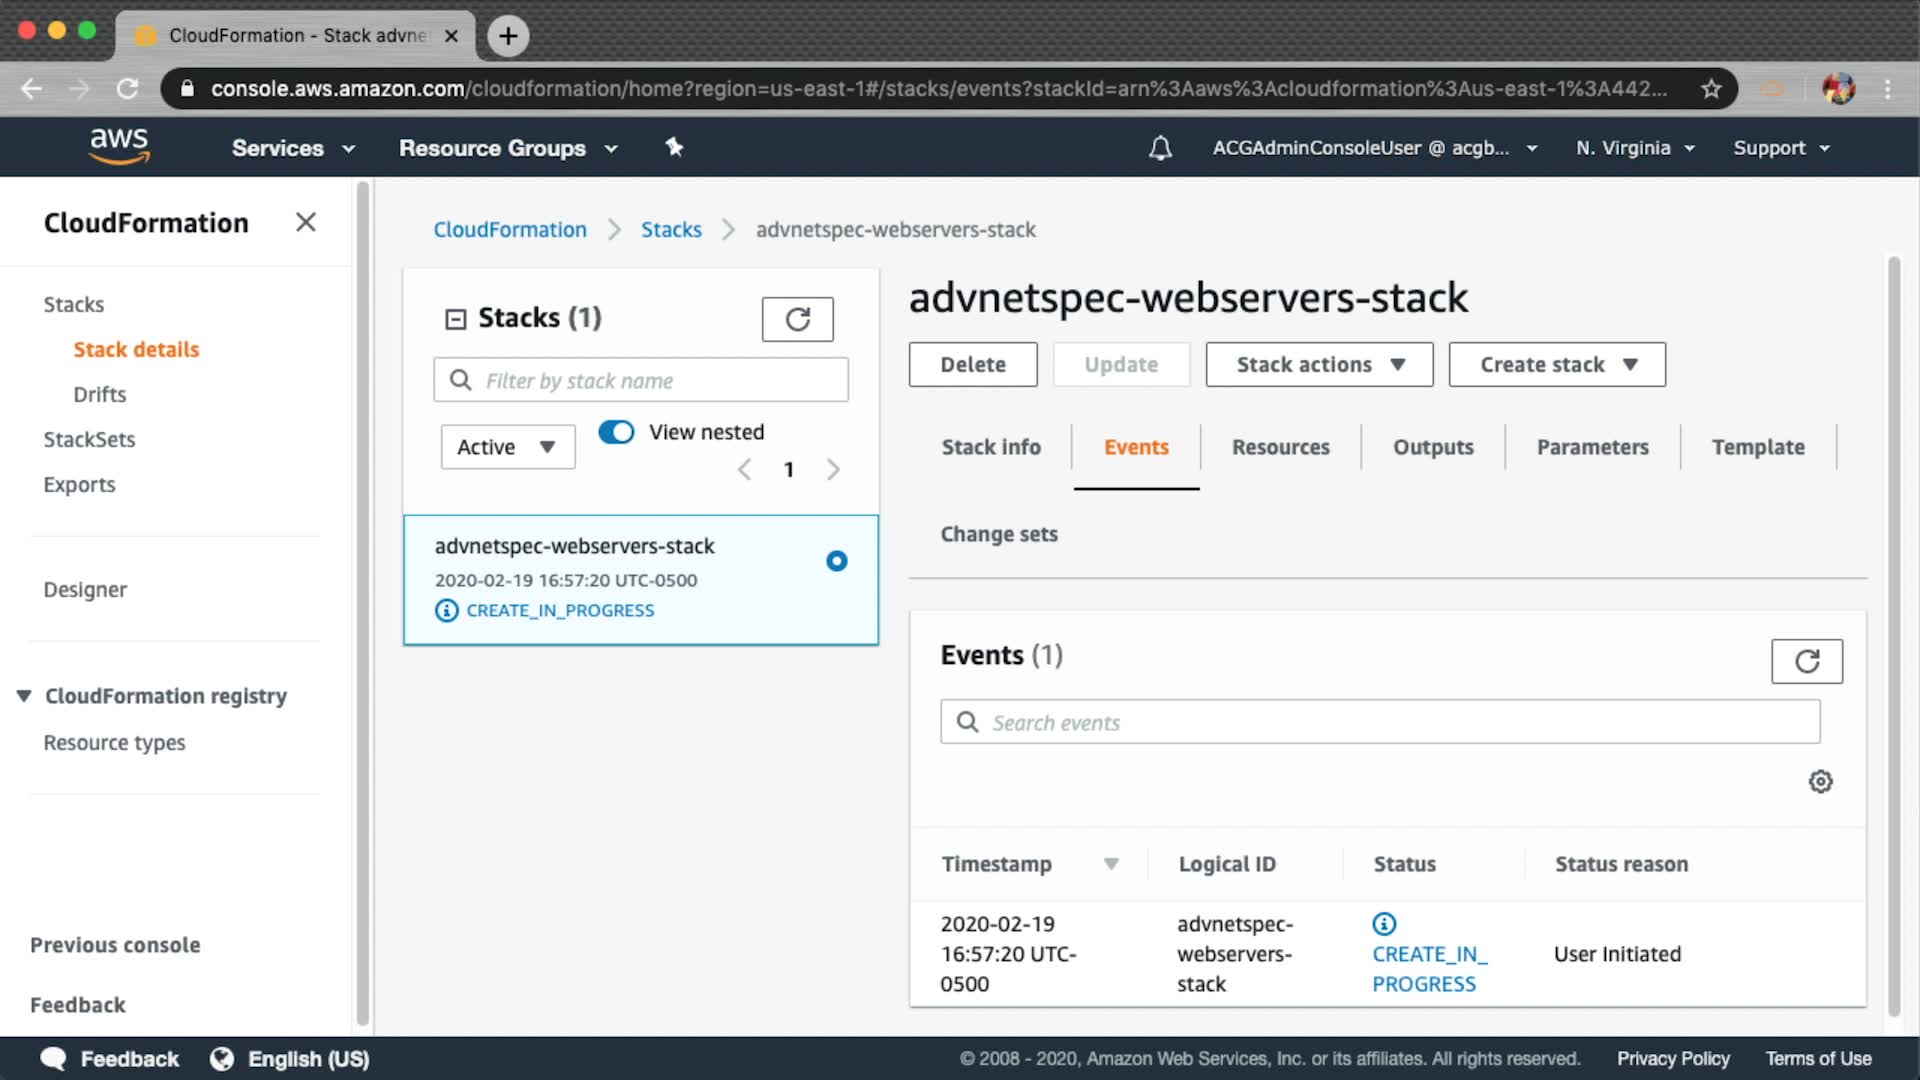 CloudFormation - Stack advne
console.aws.amazon.com/cloudformation/home?region=us-east-1#/stacks/events?stackId=arn%3Aaws%3Acloudformation%3Aus-east-1%3A442...
aws
Services
Resource Groups
ACGAdminConsoleUser @ acgb...
N. Virginia
Support
CloudFormation
Stacks
Stack details
Drifts
StackSets
Exports
Designer
CloudFormation registry
Resource types
Previous console
Feedback
CloudFormation
Stacks
advnetspec-webservers-stack
Stacks (1)
Filter by stack name
Active
View nested
1
advnetspec-webservers-stack
2020-02-19 16:57:20 UTC-0500
CREATE_IN_PROGRESS
advnetspec-webservers-stack
Delete
Update
Stack actions
Create stack
Stack info
Events
Resources
Outputs
Parameters
Template
Change sets
Events (1)
Search events
Timestamp
Logical ID
Status
Status reason
2020-02-19
16:57:20 UTC-
0500
advnetspec-
webservers-
stack
CREATE_IN_
PROGRESS
User Initiated
Feedback
English (US)
© 2008 - 2020, Amazon Web Services, Inc. or its affiliates. All rights reserved.
Privacy Policy
Terms of Use